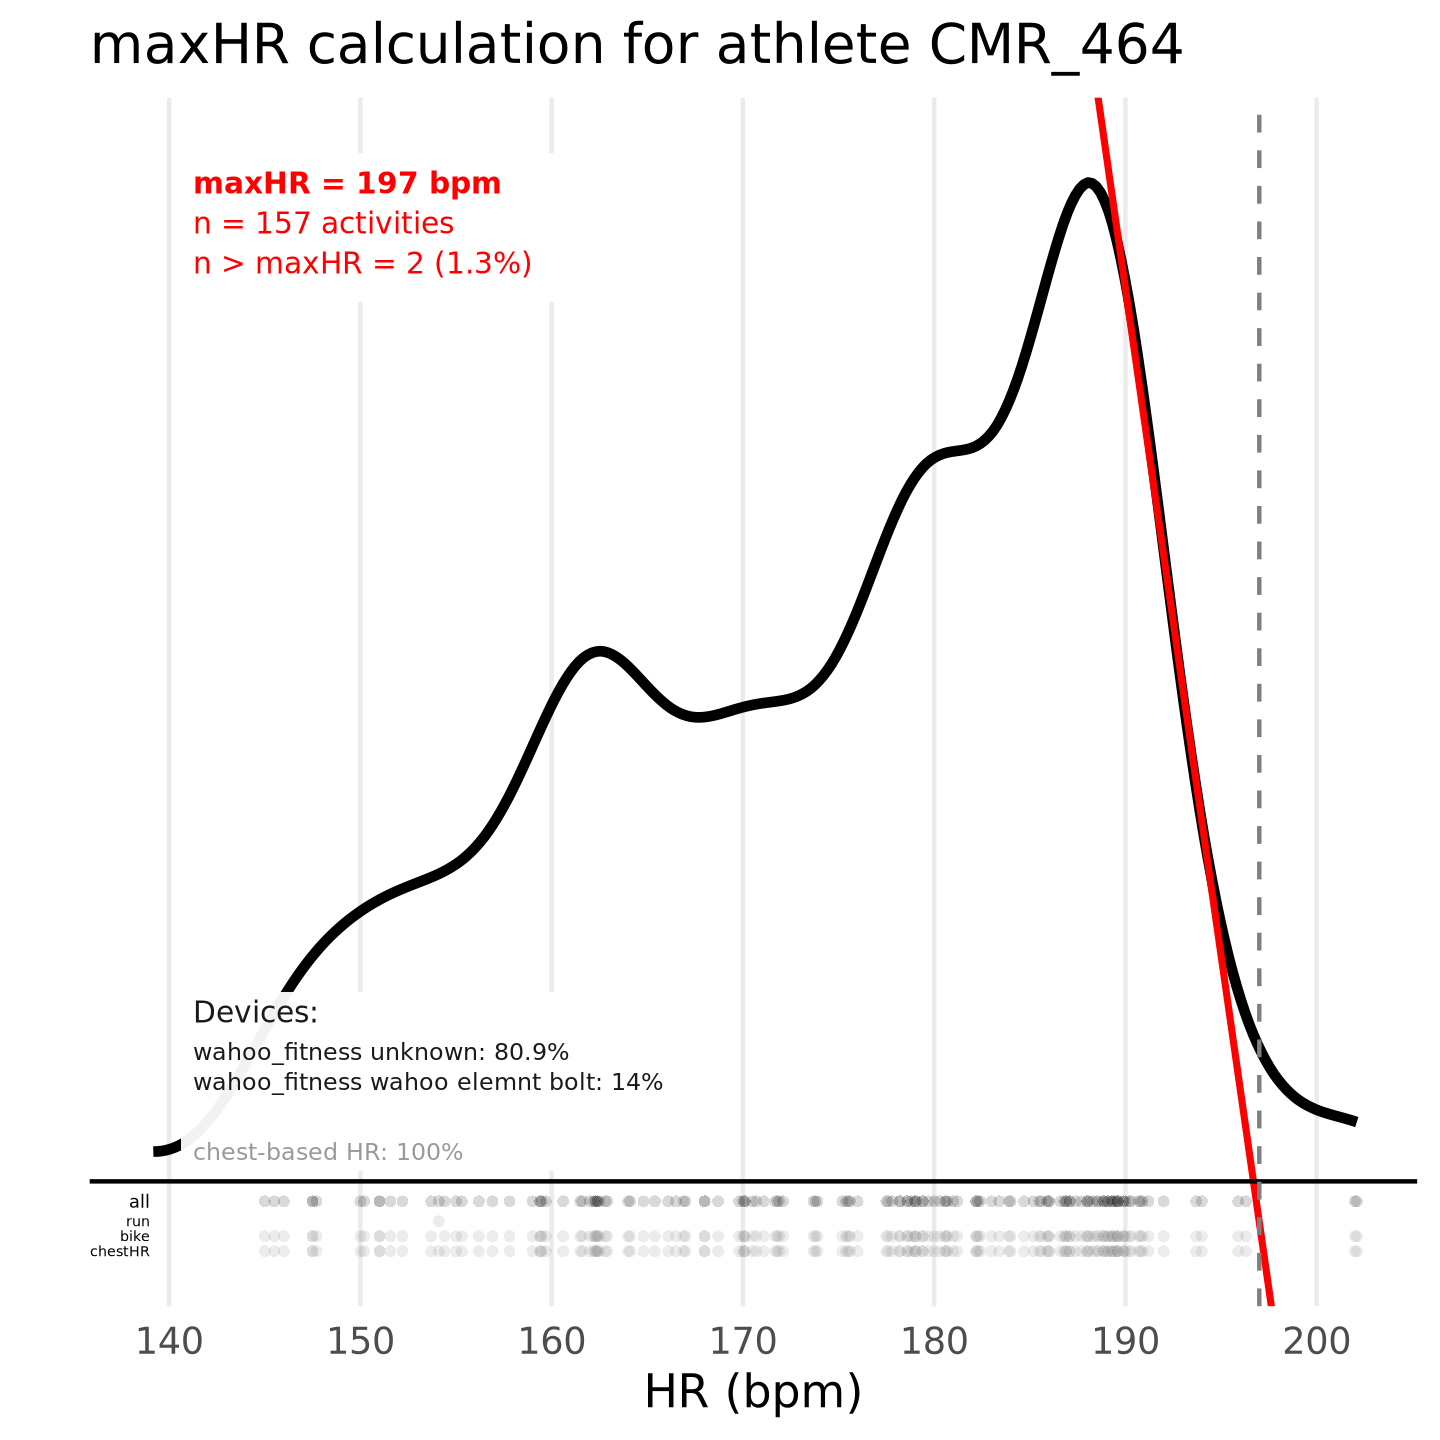 maxHR calculation for athlete CMR_464
maxHR = 197 bpm
n = 157 activities
n > maxHR = 2 (1.3%)
Devices:
wahoo_fitness unknown: 80.9%
wahoo_fitness wahoo elemnt bolt: 14%
chest-based HR: 100%
all
run
bike
chestHR
140 150 160 170 180 190 200
HR (bpm)